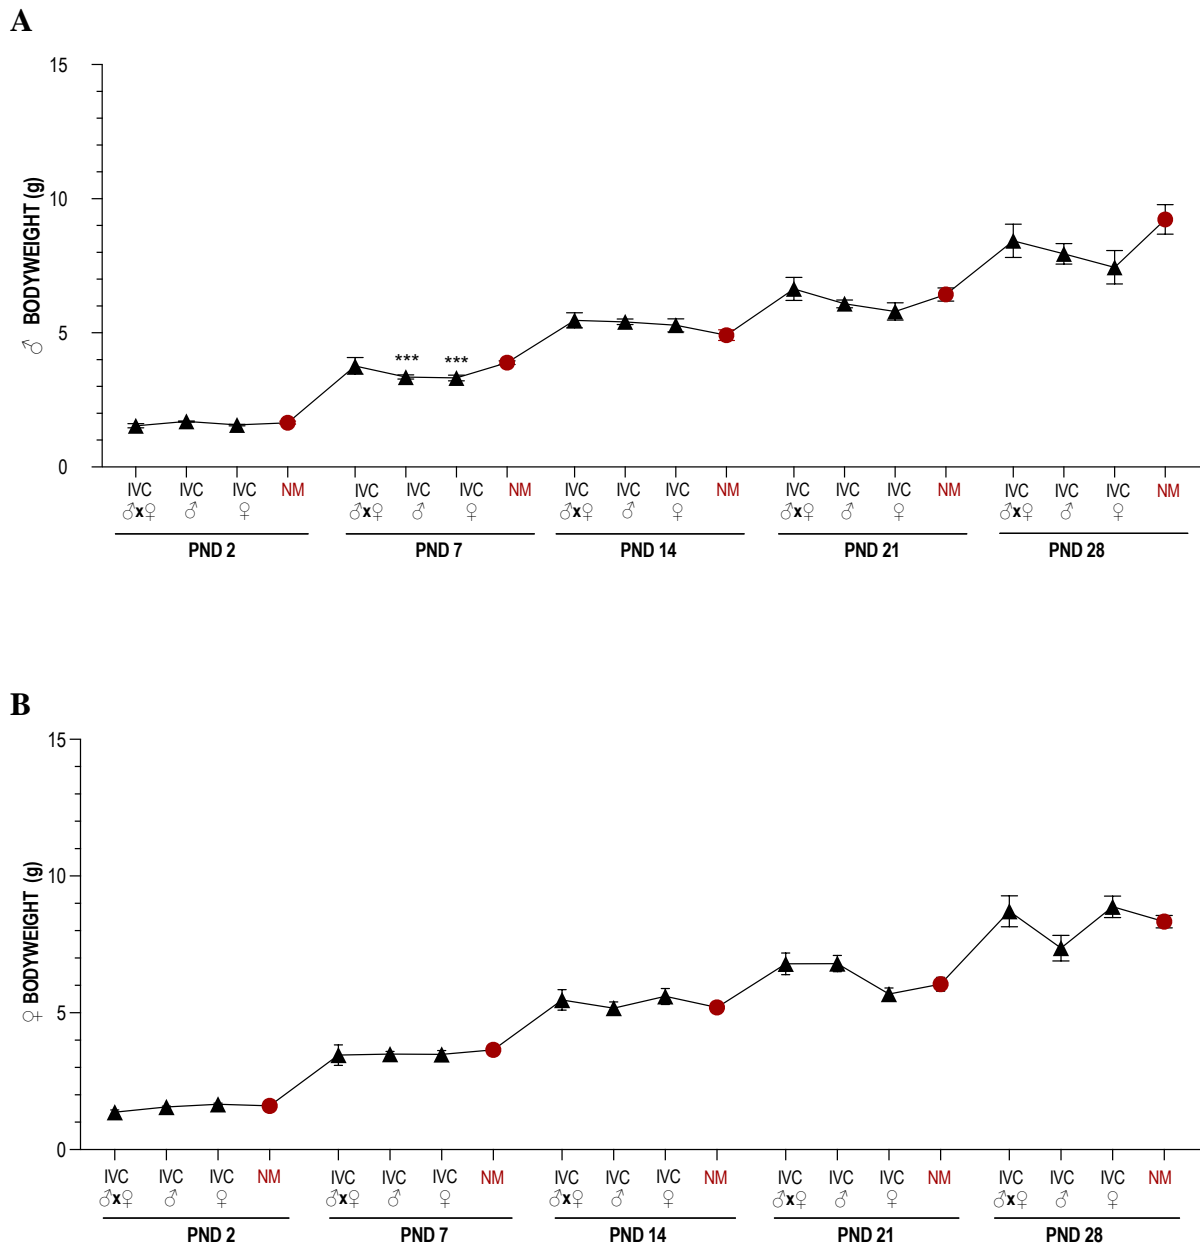 A
15
10
5
0
♂ BODYWEIGHT (g)
*** ***
IVC IVC IVC NM IVC IVC IVC NM IVC IVC IVC NM IVC IVC IVC NM IVC IVC IVC NM
♂x♀ ♂ ♀ ♂x♀ ♂ ♀ ♂x♀ ♂ ♀ ♂x♀ ♂ ♀ ♂x♀ ♂ ♀
PND 2 PND 7 PND 14 PND 21 PND 28
B
15
10
5
0
♀ BODYWEIGHT (g)
IVC IVC IVC NM IVC IVC IVC NM IVC IVC IVC NM IVC IVC IVC NM IVC IVC IVC NM
♂x♀ ♂ ♀ ♂x♀ ♂ ♀ ♂x♀ ♂ ♀ ♂x♀ ♂ ♀ ♂x♀ ♂ ♀
PND 2 PND 7 PND 14 PND 21 PND 28